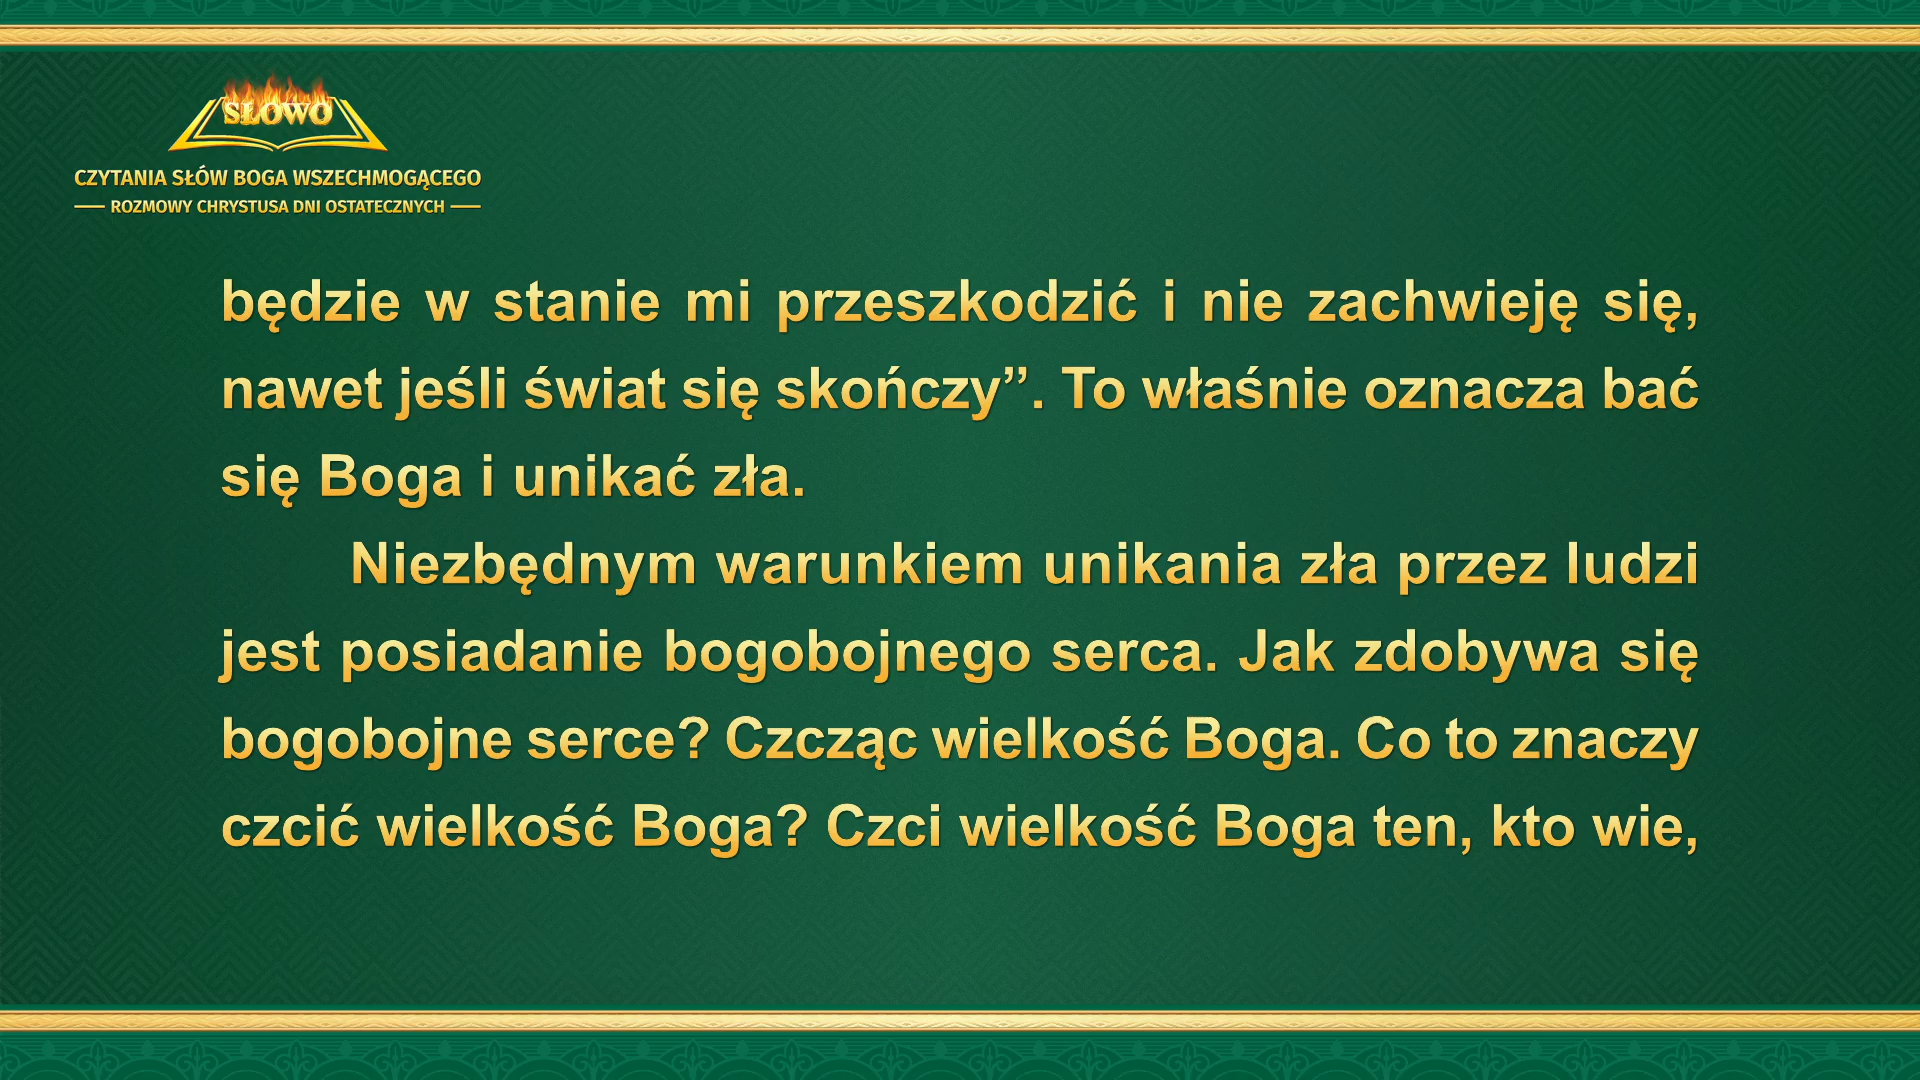 SŁOWO
CZYTANIA SŁÓW BOGA WSZECHMOGĄCEGO
ROZMOWY CHRYSTUSA DNI OSTATECZNYCH
będzie w stanie mi przeszkodzić i nie zachwieję się,
nawet jeśli świat się skończy”. To właśnie oznacza bać
się Boga i unikać zła.
Niezbędnym warunkiem unikania zła przez ludzi
jest posiadanie bogobojnego serca. Jak zdobywa się
bogobojne serce? Czcząc wielkość Boga. Co to znaczy
czcić wielkość Boga? Czci wielkość Boga ten, kto wie,